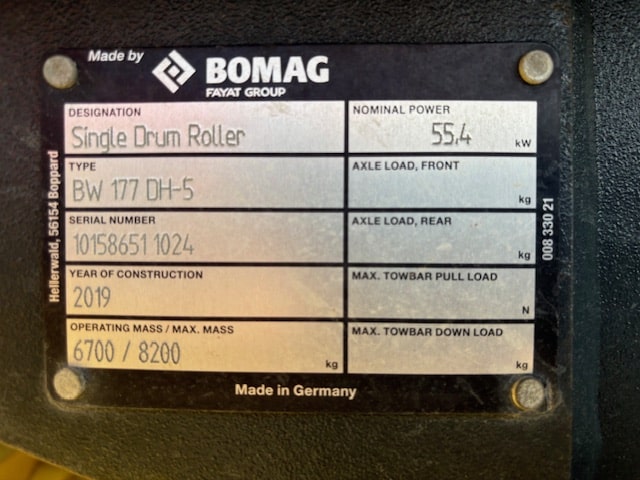 Made by
BOMAG
FAYAT GROUP
DESIGNATION
Single Drum Roller
NOMINAL POWER
55,4 kW
TYPE
BW 177 DH-5
AXLE LOAD, FRONT
kg
SERIAL NUMBER
10158651 1024
AXLE LOAD, REAR
kg
YEAR OF CONSTRUCTION
2019
MAX. TOWBAR PULL LOAD
N
OPERATING MASS / MAX. MASS
6700 / 8200 kg
MAX. TOWBAR DOWN LOAD
kg
Made in Germany
Hellerwald, 56154 Boppard
008 330 21